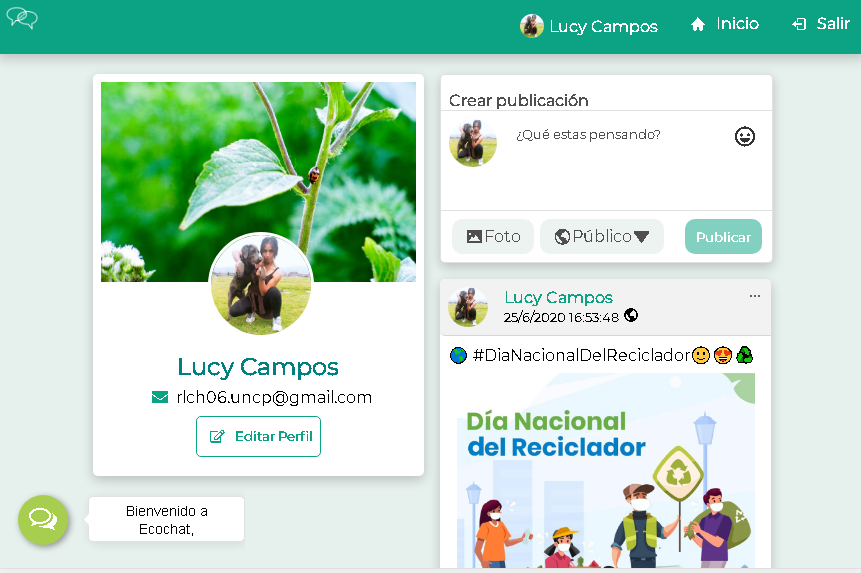 Lucy Campos
Inicio
Salir
Lucy Campos
rlch06.uncp@gmail.com
Editar Perfil
Crear publicación
¿Qué estas pensando?
Foto
Público
Publicar
Lucy Campos
25/6/2020 16:53:48
#DiaNacionalDelReciclador
Día Nacional
del Reciclador
Bienvenido a
Ecochat,